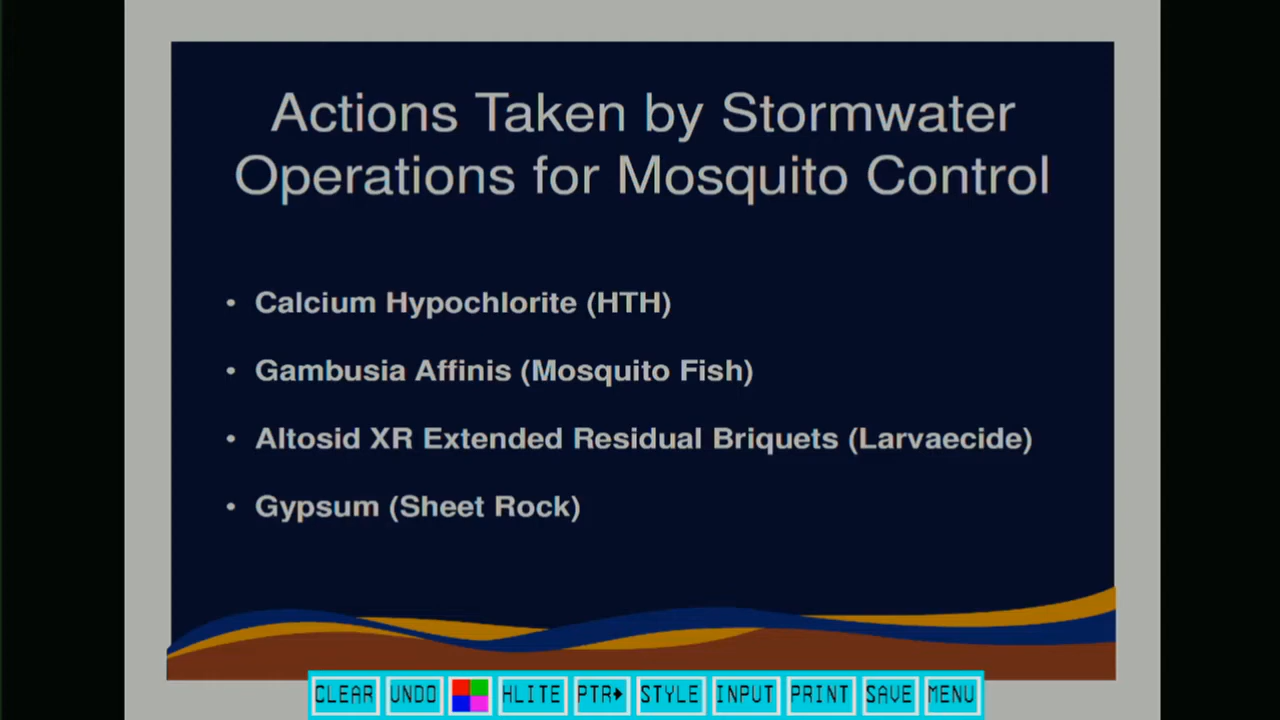 Actions Taken by Stormwater
Operations for Mosquito Control
• Calcium Hypochlorite (HTH)
• Gambusia Affinis (Mosquito Fish)
• Altosid XR Extended Residual Briquets (Larvaecide)
• Gypsum (Sheet Rock)
CLEAR UNDO HLITE PTR STYLE INPUT PRINT SAVE MENU